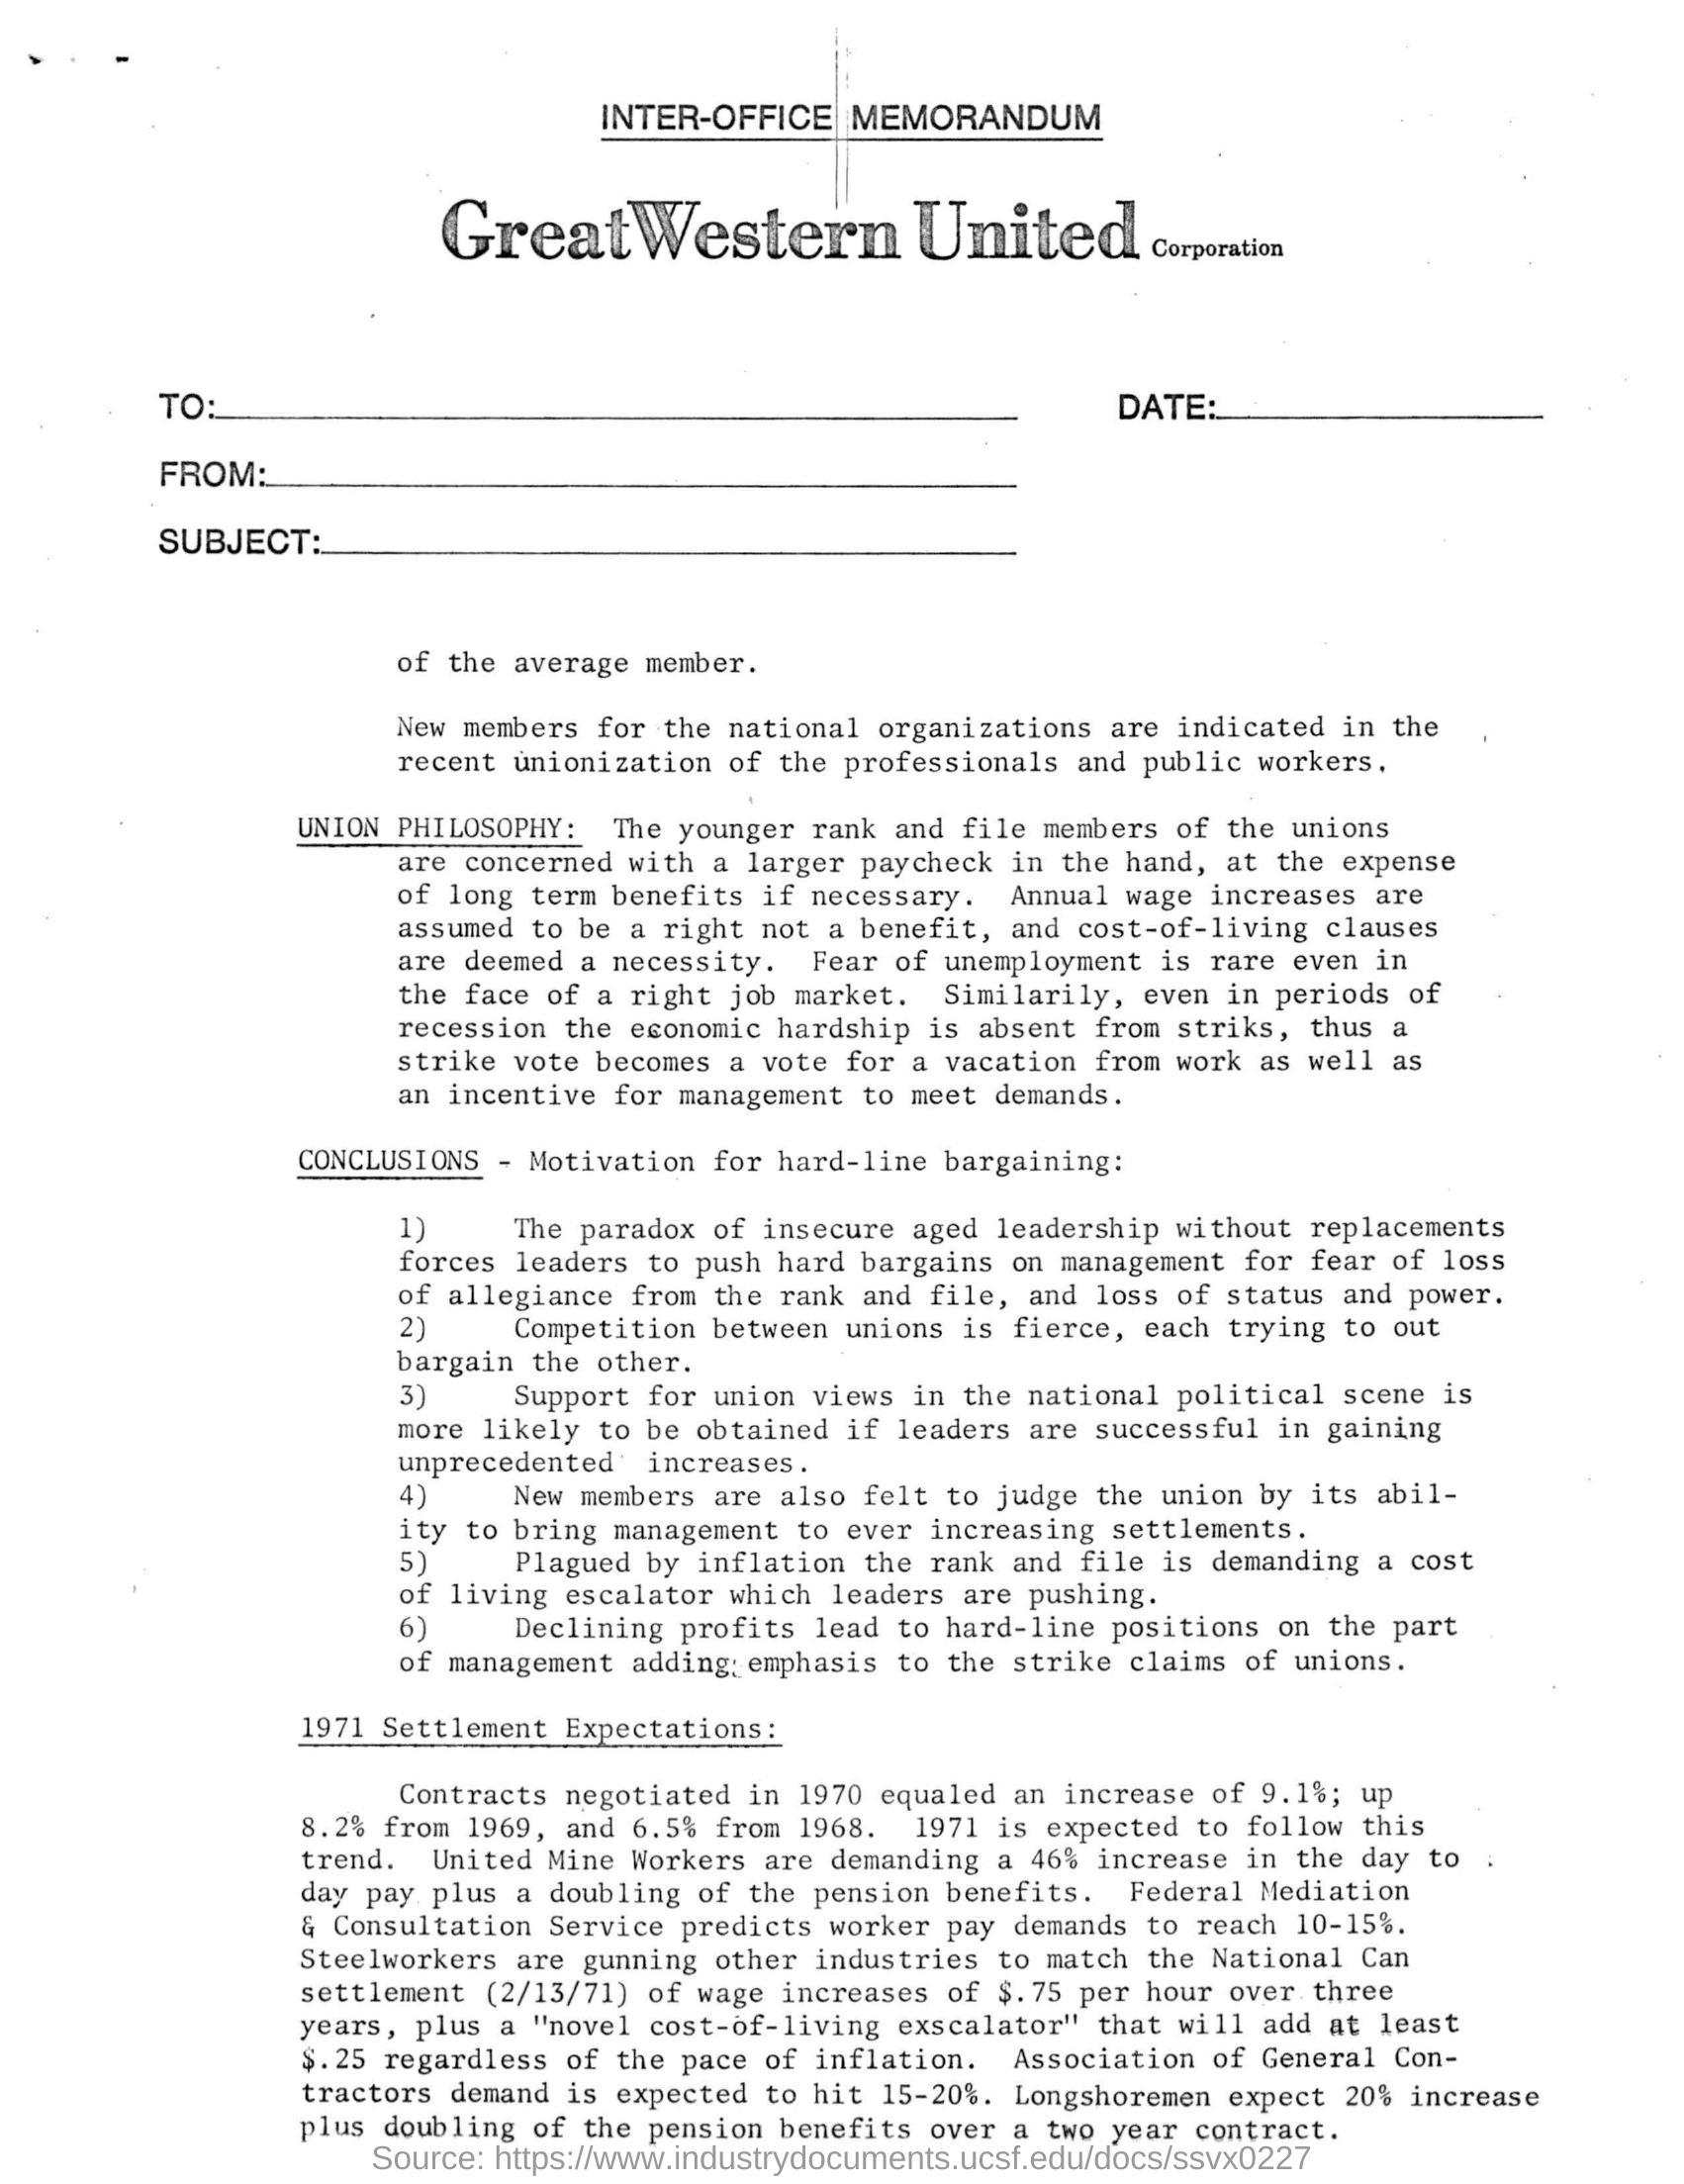 INTER-OFFICE MEMORANDUM
Great Western United Corporation
TO:
DATE:
FROM:
SUBJECT:
of the average member.
New members for the national organizations are indicated in the
recent unionization of the professionals and public workers.
UNION PHILOSOPHY: The younger rank and file members of the unions
are concerned with a larger paycheck in the hand, at the expense
of long term benefits if necessary. Annual wage increases are
assumed to be a right not a benefit, and cost-of-living clauses
are deemed a necessity. Fear of unemployment is rare even in
the face of a right job market. Similarily, even in periods of
recession the economic hardship is absent from striks, thus a
strike vote becomes a vote for a vacation from work as well as
an incentive for management to meet demands.
CONCLUSIONS - Motivation for hard-line bargaining:
1) The paradox of insecure aged leadership without replacements
forces leaders to push hard bargains on management for fear of loss
of allegiance from the rank and file, and loss of status and power.
2) Competition between unions is fierce, each trying to out
bargain the other.
3) Support for union views in the national political scene is
more likely to be obtained if leaders are successful in gaining
unprecedented increases.
4) New members are also felt to judge the union by its abil-
ity to bring management to ever increasing settlements.
5) Plagued by inflation the rank and file is demanding a cost
of living escalator which leaders are pushing.
6) Declining profits lead to hard-line positions on the part
of management adding emphasis to the strike claims of unions.
1971 Settlement Expectations:
Contracts negotiated in 1970 equaled an increase of 9.1%; up
8.2% from 1969, and 6.5% from 1968. 1971 is expected to follow this
trend. United Mine Workers are demanding a 46% increase in the day to
day pay plus a doubling of the pension benefits. Federal Mediation
& Consultation Service predicts worker pay demands to reach 10-15%.
Steelworkers are gunning other industries to match the National Can
settlement (2/13/71) of wage increases of $.75 per hour over three
years, plus a "novel cost-of-living exscalator" that will add at least
$.25 regardless of the pace of inflation. Association of General Con-
tractors demand is expected to hit 15-20%. Longshoremen expect 20% increase
plus doubling of the pension benefits over a two year contract.
Source: https://www.industrydocuments.ucsf.edu/docs/ssvx0227